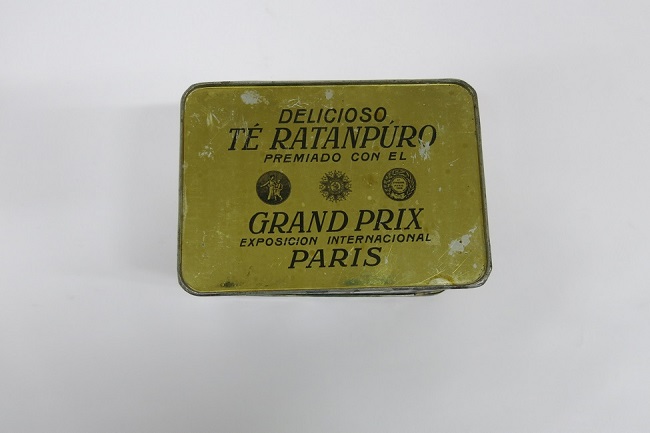 DELICIOSO
TÉ RATANPÚRO
PREMIADO CON EL
GRAND PRIX
EXPOSICION INTERNACIONAL
PARIS